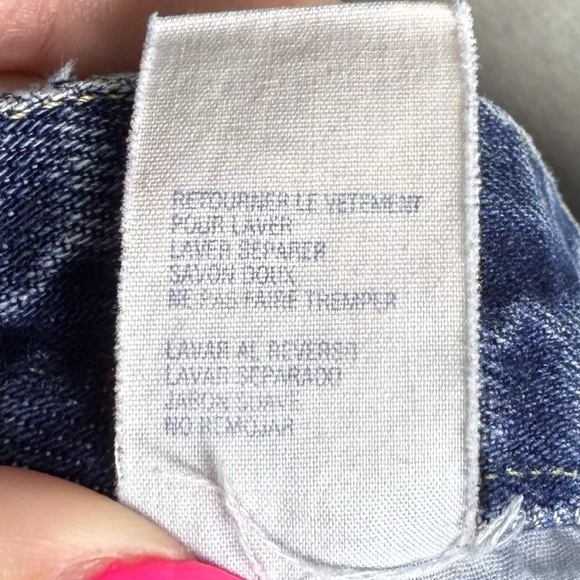 RETOURNER LE VETEMENT
POUR LAVER
LAVER SEPARER
SAVON DOUX
NE PAS FAIRE TREMPER
LAVAR AL REVERSO
LAVAR SEPARADO
JABON SUAVE
NO REMOJAR